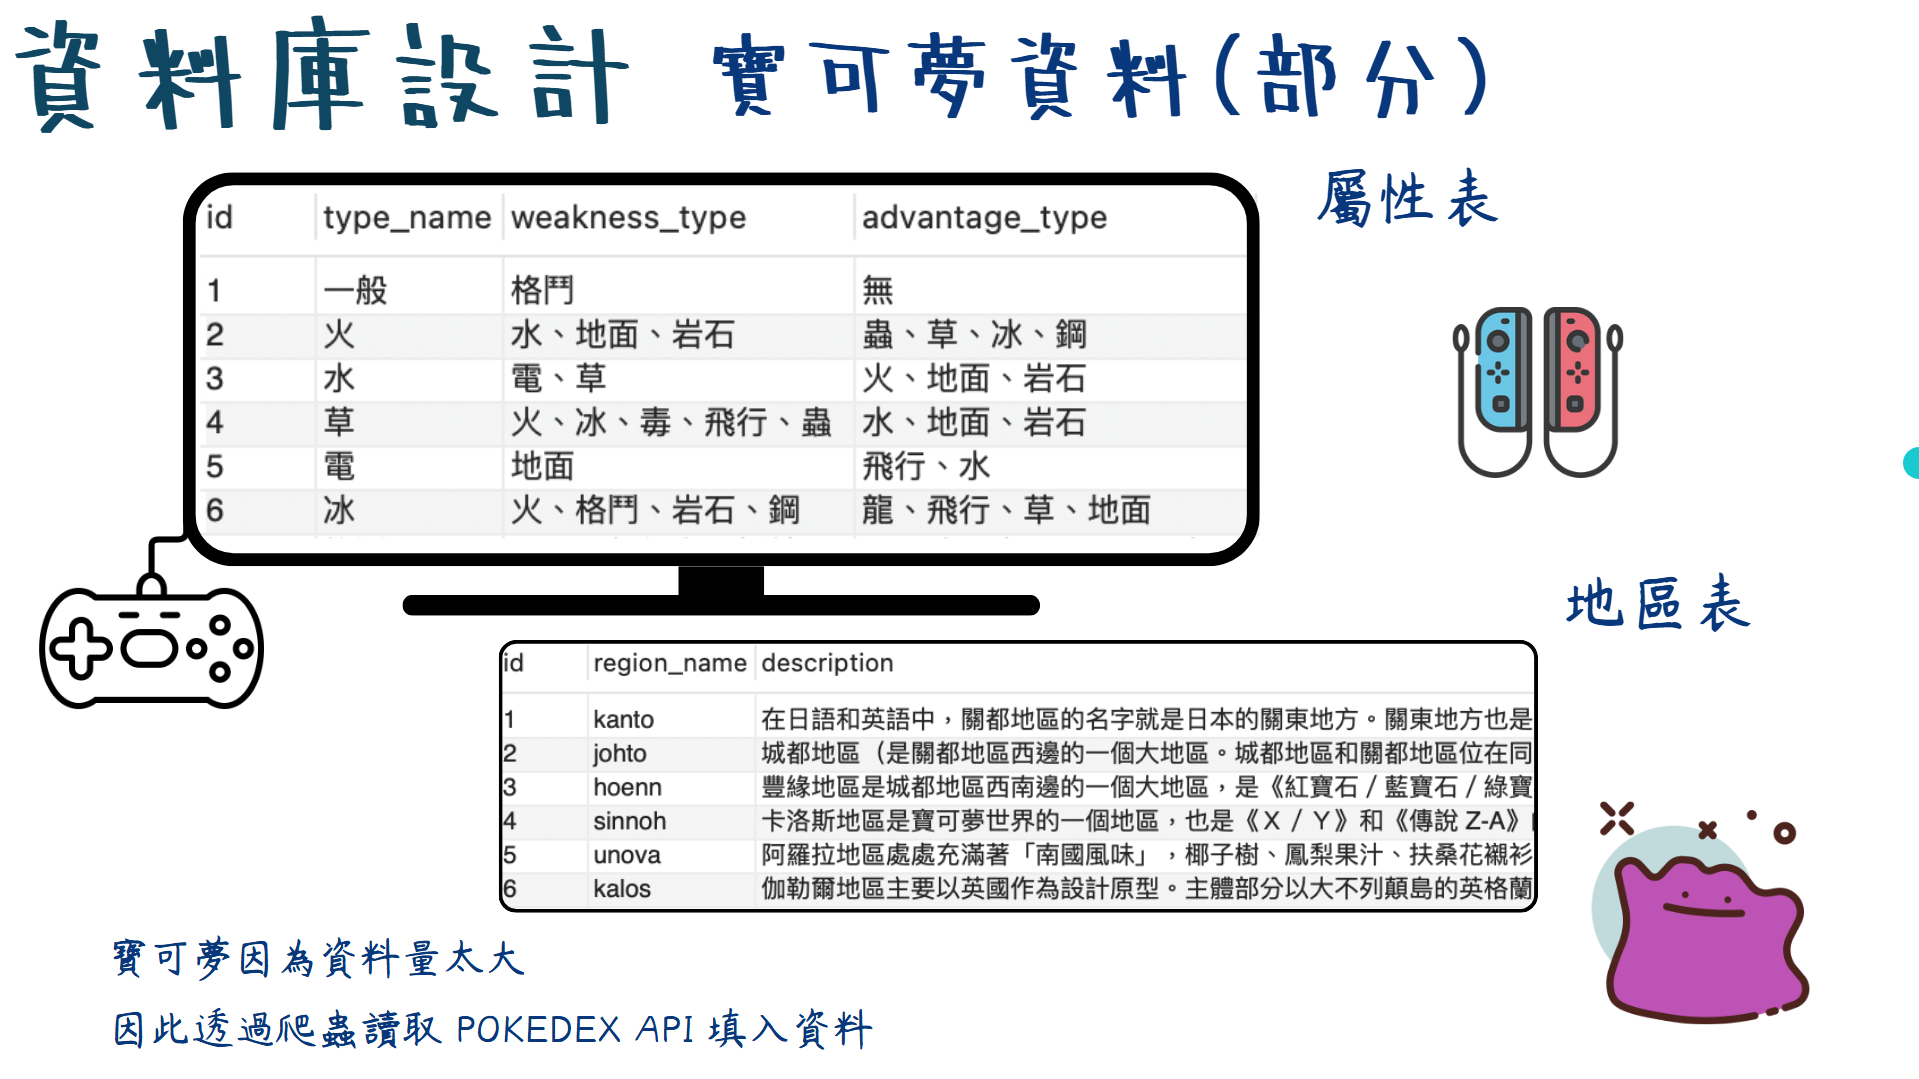 資料庫設計 寶可夢資料(部分)
屬性表
id type_name weakness_type advantage_type
1 一般 格鬥 無
2 火 水、地面、岩石 蟲、草、冰、鋼
3 水 電、草 火、地面、岩石
4 草 火、冰、毒、飛行、蟲 水、地面、岩石
5 電 地面 飛行、水
6 冰 火、格鬥、岩石、鋼 龍、飛行、草、地面
地區表
id region_name description
1 kanto 在日語和英語中，關都地區的名字就是日本的關東地方。關東地方也是
2 johto 城都地區（是關都地區西邊的一個大地區。城都地區和關都地區位在同
3 hoenn 豐緣地區是城都地區西南邊的一個大地區，是《紅寶石／藍寶石／綠寶
4 sinnoh 卡洛斯地區是寶可夢世界的一個地區，也是《Ｘ／Ｙ》和《傳說 Z-A》
5 unova 阿羅拉地區處處充滿著「南國風味」，椰子樹、鳳梨果汁、扶桑花襯衫
6 kalos 伽勒爾地區主要以英國作為設計原型。主體部分以大不列顛島的英格蘭
寶可夢因為資料量太大
因此透過爬蟲讀取 POKEDEX API 填入資料